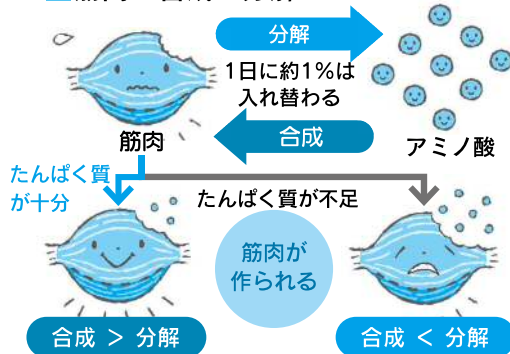 分解
1日に約1%は
入れ替わる
合成
筋肉
アミノ酸
たんぱく質
が十分
たんぱく質が不足
筋肉が
作られる
合成 > 分解
合成 < 分解